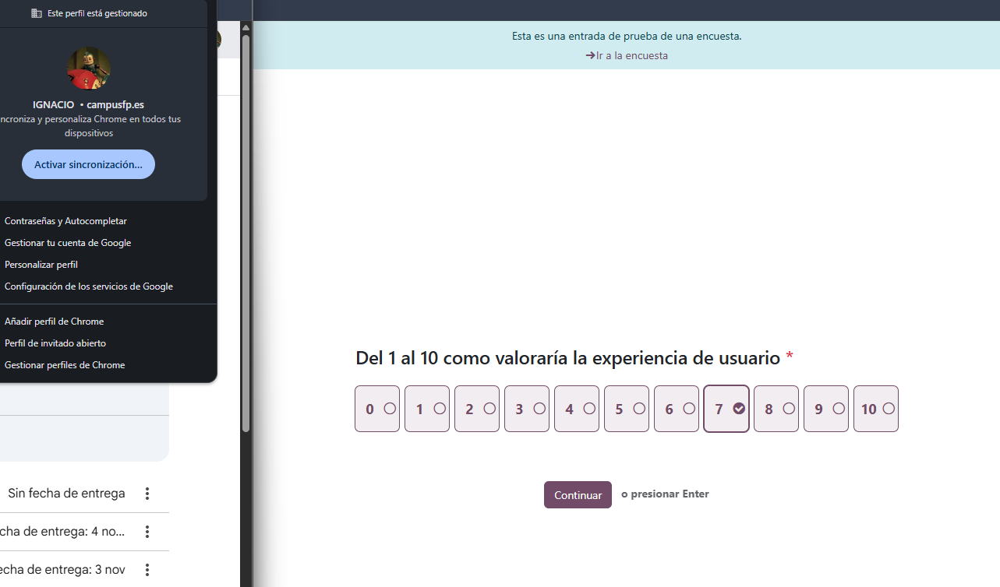 Este perfil está gestionado
IGNACIO • campusfp.es
ncroniza y personaliza Chrome en todos tus
dispositivos
Activar sincronización...
Contraseñas y Autocompletar
Gestionar tu cuenta de Google
Personalizar perfil
Configuración de los servicios de Google
Añadir perfil de Chrome
Perfil de invitado abierto
Gestionar perfiles de Chrome
Sin fecha de entrega
cha de entrega: 4 no...
echa de entrega: 3 nov
Esta es una entrada de prueba de una encuesta.
→Ir a la encuesta
Del 1 al 10 como valoraría la experiencia de usuario *
0 1 2 3 4 5 6 7 8 9 10
Continuar o presionar Enter